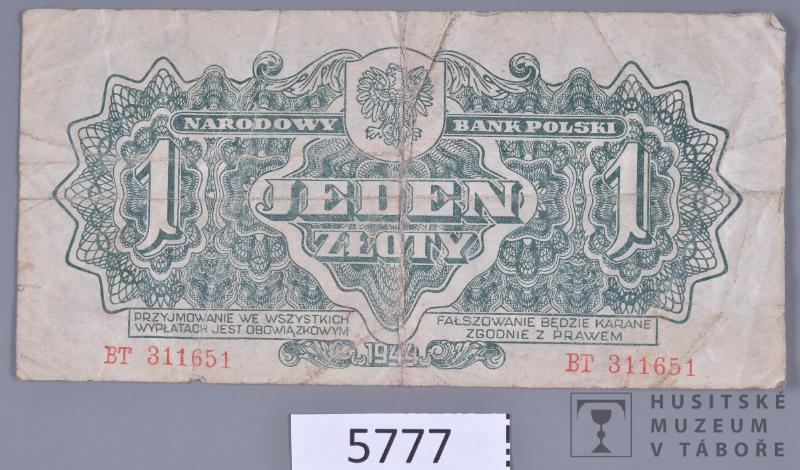 NARODOWY BANK POLSKI
1 JEDEN 1
ZŁOTY
PRZYJMOWANIE WE WSZYSTKICH
WYPŁATACH JEST OBOWIĄZKOWYM
FAŁSZOWANIE BĘDZIE KARANE
ZGODNIE Z PRAWEM
1944
BT 311651
BT 311651
5777
HUSITSKÉ
MUZEUM
V TÁBOŘE